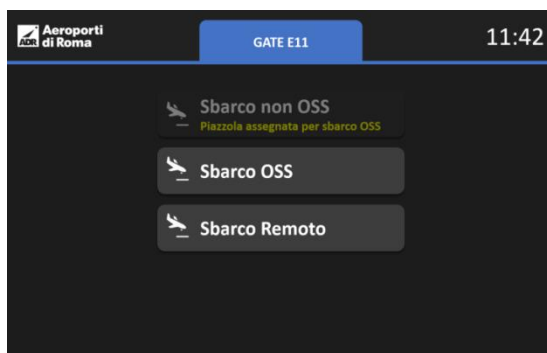 Aeroporti
ADR di Roma
GATE E11
11:42
Sbarco non OSS
Piazzola assegnata per sbarco OSS
Sbarco OSS
Sbarco Remoto